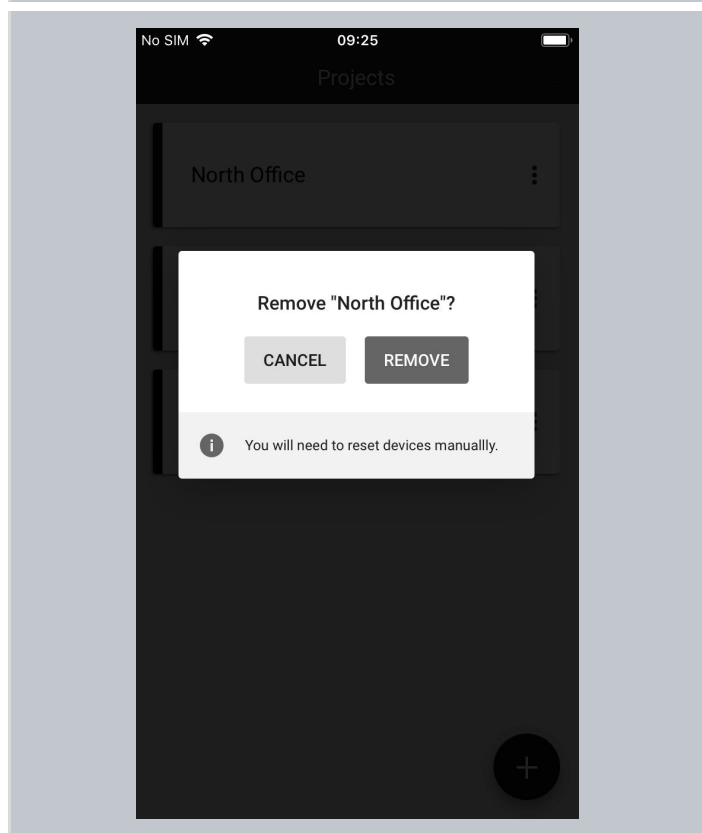 No SIM 09:25
Projects
North Office
Remove "North Office"?
CANCEL REMOVE
You will need to reset devices manuallly.